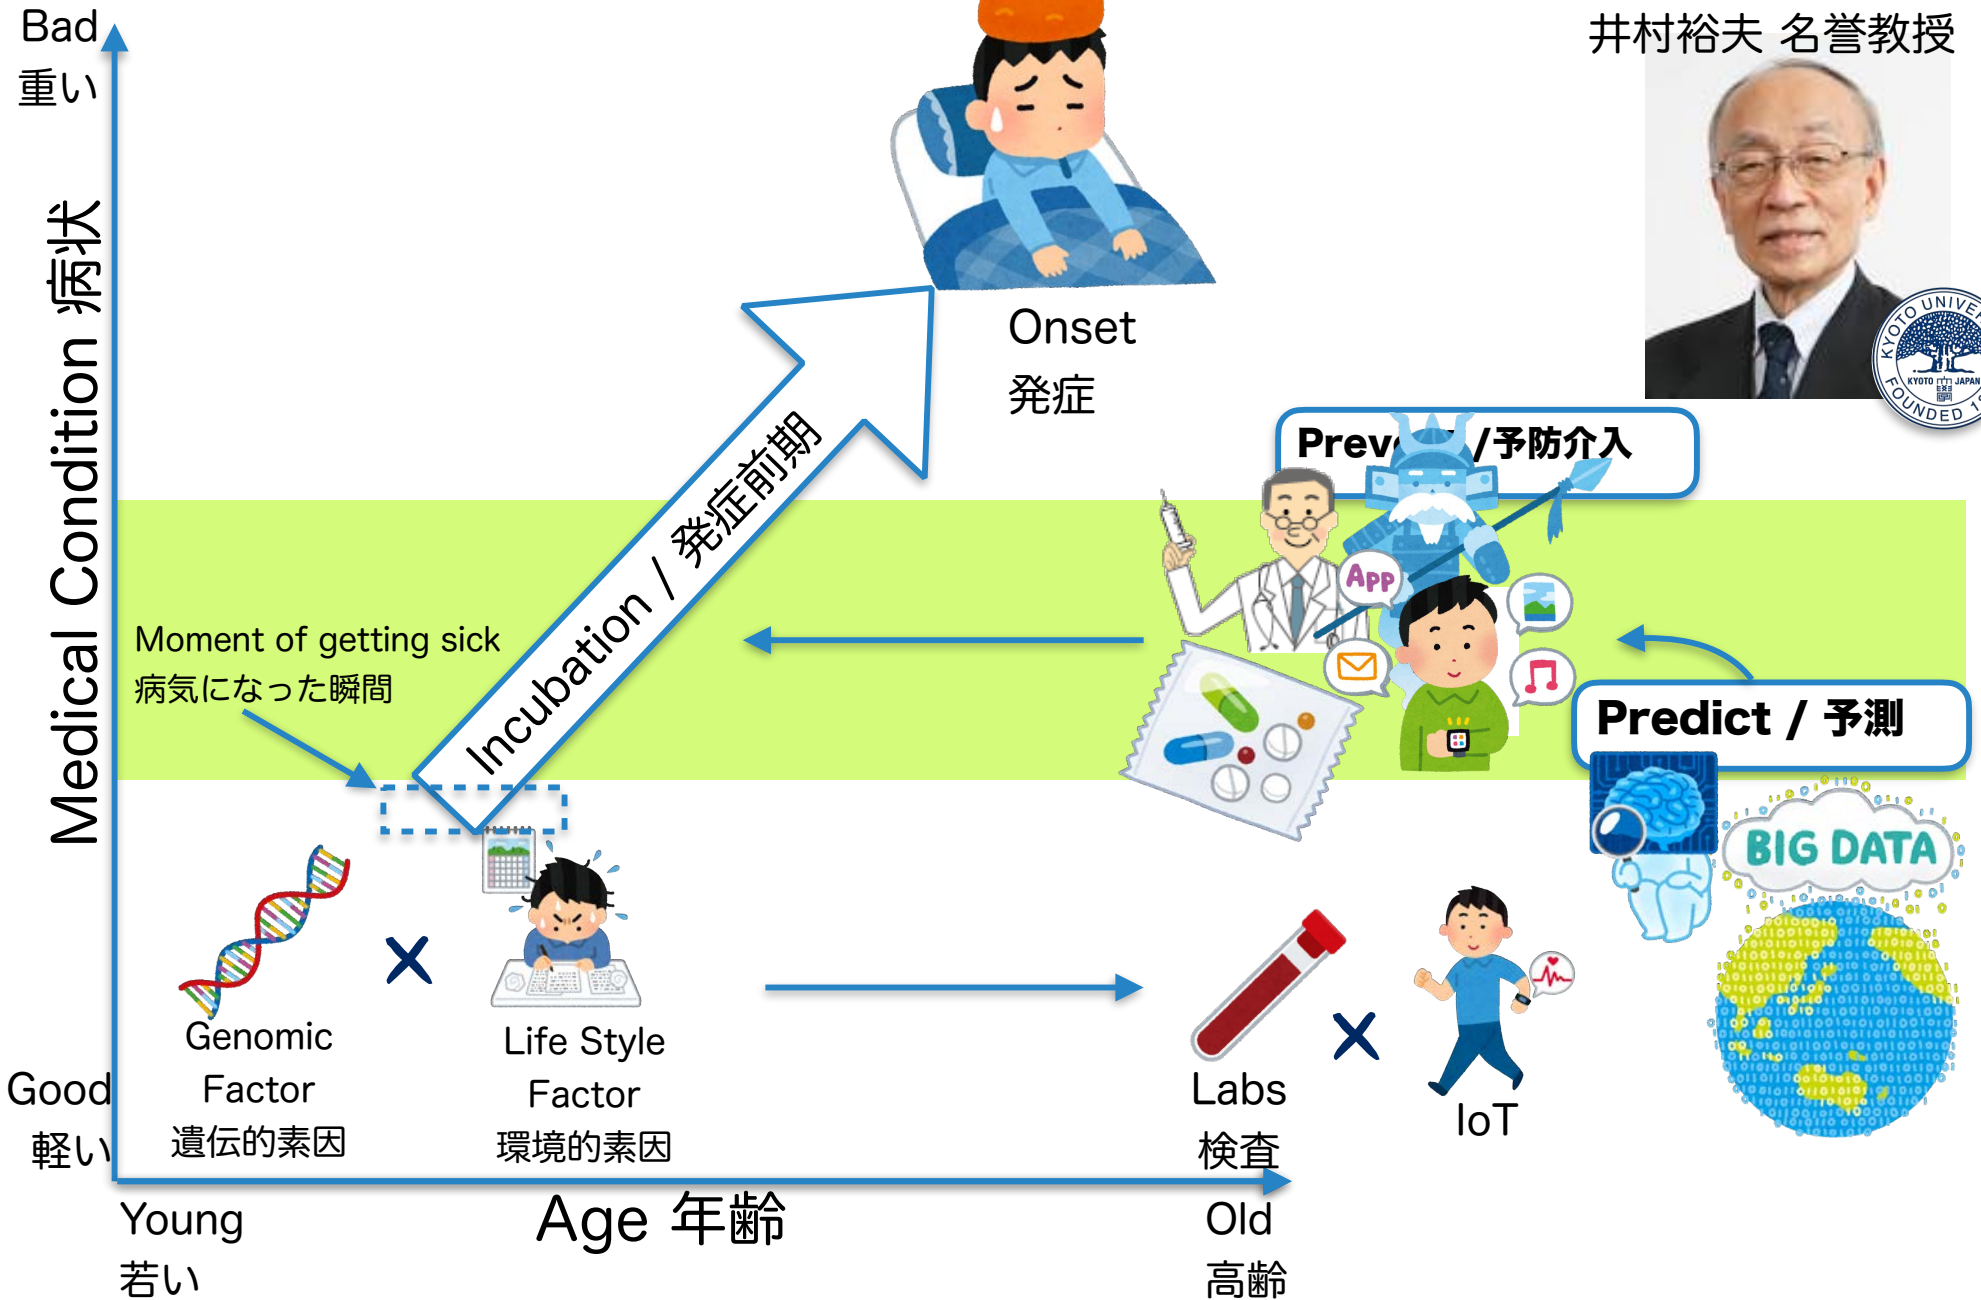 Bad
重い
井村裕夫 名誉教授
KYOTO
JAPAN
Medical Condition 病状
Onset
発症
/予防介入
Incubation / 発症前期
App
Moment of getting sick
病気になった瞬間
Predict / 予測
BIG DATA
Genomic
Factor
遺伝的素因
Life Style
Factor
環境的素因
Labs
検査
IoT
Good
軽い
Young
若い
Age 年齢
Old
高齢